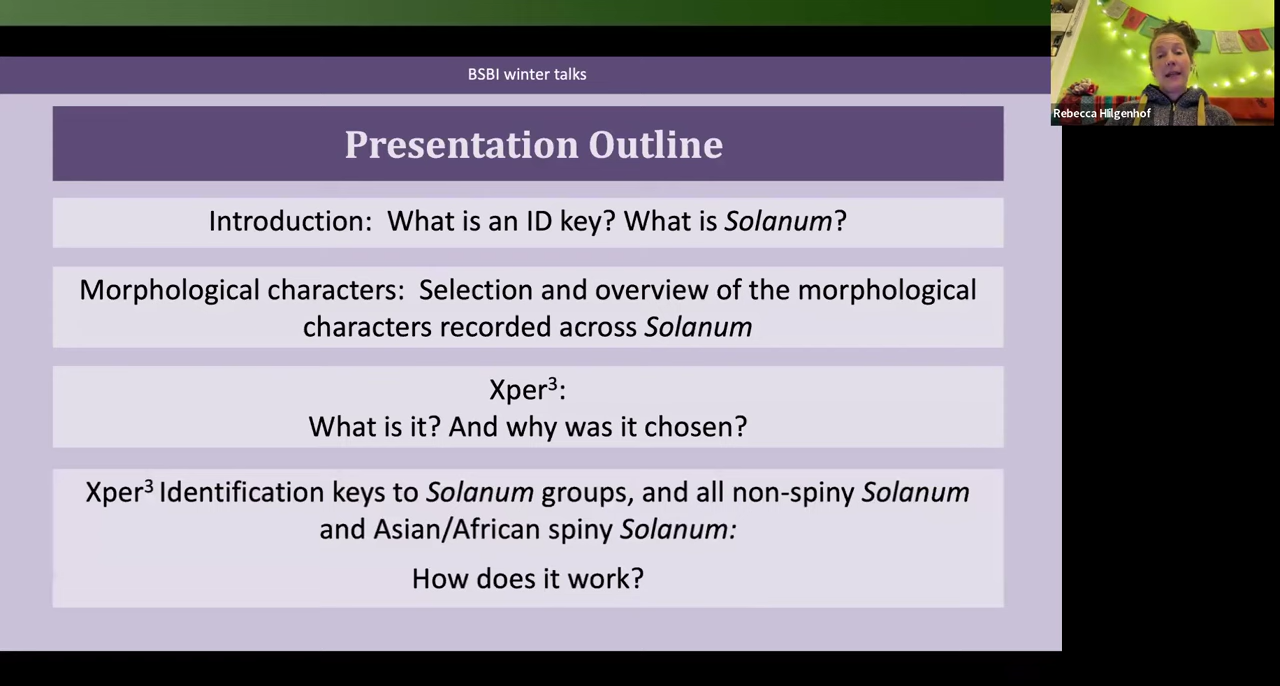 BSBI winter talks
Presentation Outline
Introduction:  What is an ID key? What is Solanum?
Morphological characters:  Selection and overview of the morphological
characters recorded across Solanum
Xper³:
What is it? And why was it chosen?
Xper³ Identification keys to Solanum groups, and all non-spiny Solanum
and Asian/African spiny Solanum:
How does it work?
Rebecca Hilgenhof